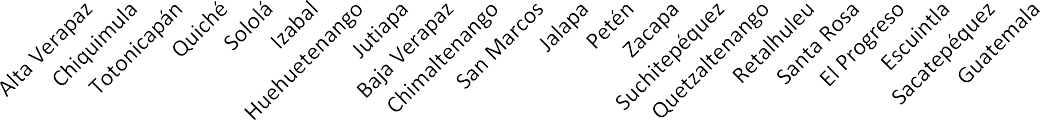 Alta Verapaz
Chiquimula
Totonicapán
Quiché
Sololá
Izabal
Huehuetenango
Jutiapa
Baja Verapaz
Chimaltenango
San Marcos
Jalapa
Petén
Zacapa
Suchitepéquez
Quetzaltenango
Retalhuleu
Santa Rosa
El Progreso
Escuintla
Sacatepéquez
Guatemala